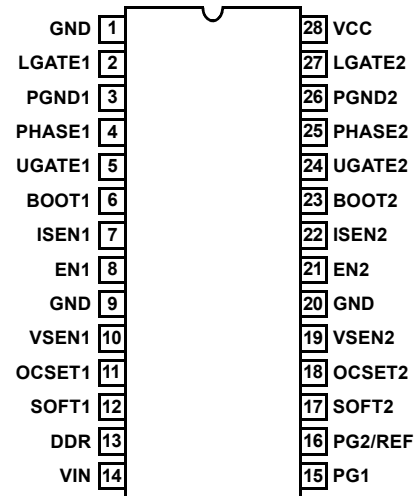 GND 1 28 VCC
LGATE1 2 27 LGATE2
PGND1 3 26 PGND2
PHASE1 4 25 PHASE2
UGATE1 5 24 UGATE2
BOOT1 6 23 BOOT2
ISEN1 7 22 ISEN2
EN1 8 21 EN2
GND 9 20 GND
VSEN1 10 19 VSEN2
OCSET1 11 18 OCSET2
SOFT1 12 17 SOFT2
DDR 13 16 PG2/REF
VIN 14 15 PG1